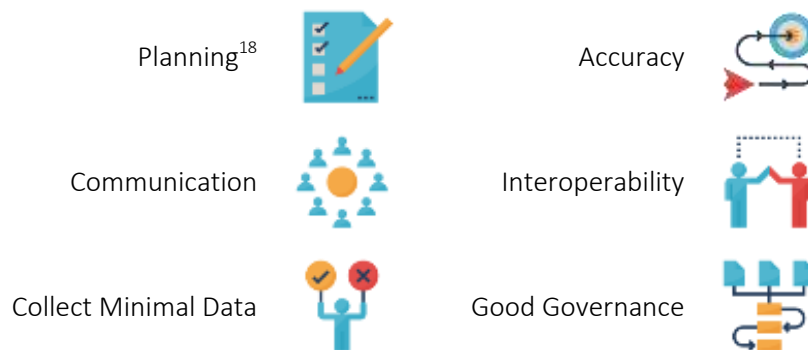 Planning18
Accuracy
Communication
Interoperability
Collect Minimal Data
Good Governance